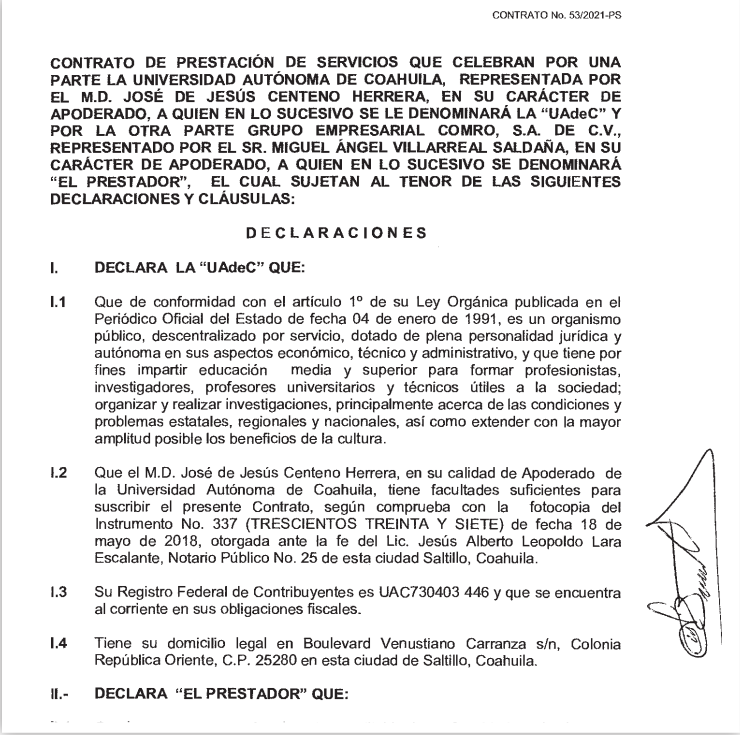 CONTRATO No. 53/2021-PS
CONTRATO DE PRESTACIÓN DE SERVICIOS QUE CELEBRAN POR UNA
PARTE LA UNIVERSIDAD AUTÓNOMA DE COAHUILA, REPRESENTADA POR
EL M.D. JOSÉ DE JESÚS CENTENO HERRERA, EN SU CARÁCTER DE
APODERADO, A QUIEN EN LO SUCESIVO SE LE DENOMINARÁ LA “UAdeC” Y
POR LA OTRA PARTE GRUPO EMPRESARIAL COMRO, S.A. DE C.V.,
REPRESENTADO POR EL SR. MIGUEL ÁNGEL VILLARREAL SALDAÑA, EN SU
CARÁCTER DE APODERADO, A QUIEN EN LO SUCESIVO SE DENOMINARÁ
“EL PRESTADOR”, EL CUAL SUJETAN AL TENOR DE LAS SIGUIENTES
DECLARACIONES Y CLÁUSULAS:
D E C L A R A C I O N E S
I. DECLARA LA “UAdeC” QUE:
I.1 Que de conformidad con el artículo 1º de su Ley Orgánica publicada en el
Periódico Oficial del Estado de fecha 04 de enero de 1991, es un organismo
público, descentralizado por servicio, dotado de plena personalidad jurídica y
autónoma en sus aspectos económico, técnico y administrativo, y que tiene por
fines impartir educación media y superior para formar profesionistas,
investigadores, profesores universitarios y técnicos útiles a la sociedad;
organizar y realizar investigaciones, principalmente acerca de las condiciones y
problemas estatales, regionales y nacionales, así como extender con la mayor
amplitud posible los beneficios de la cultura.
I.2 Que el M.D. José de Jesús Centeno Herrera, en su calidad de Apoderado de
la Universidad Autónoma de Coahuila, tiene facultades suficientes para
suscribir el presente Contrato, según comprueba con la fotocopia del
Instrumento No. 337 (TRESCIENTOS TREINTA Y SIETE) de fecha 18 de
mayo de 2018, otorgada ante la fe del Lic. Jesús Alberto Leopoldo Lara
Escalante, Notario Público No. 25 de esta ciudad Saltillo, Coahuila.
I.3 Su Registro Federal de Contribuyentes es UAC730403 446 y que se encuentra
al corriente en sus obligaciones fiscales.
I.4 Tiene su domicilio legal en Boulevard Venustiano Carranza s/n, Colonia
República Oriente, C.P. 25280 en esta ciudad de Saltillo, Coahuila.
II.- DECLARA “EL PRESTADOR” QUE: